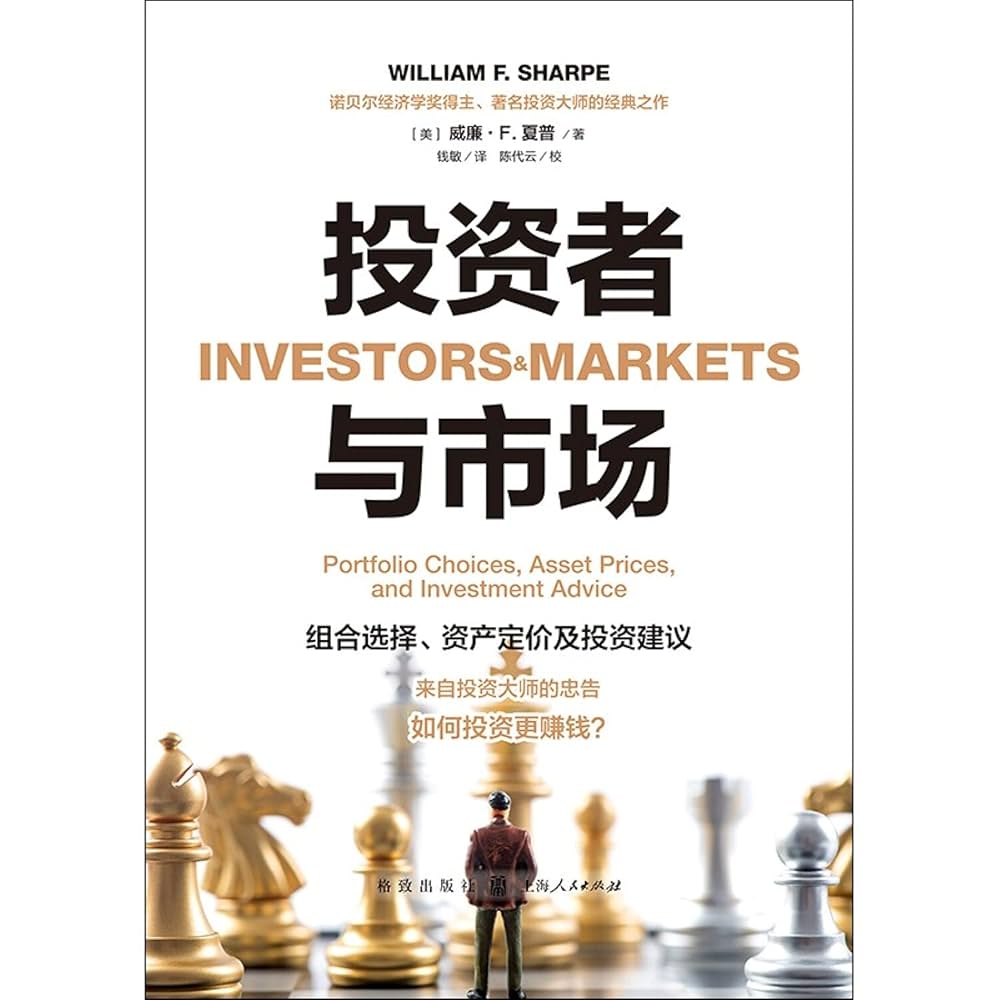 WILLIAM F. SHARPE
诺贝尔经济学奖得主、著名投资大师的经典之作
[美] 威廉·F. 夏普 / 著
钱敏 / 译 陈代云 / 校
投资者
INVESTORS & MARKETS
与市场
Portfolio Choices, Asset Prices,
and Investment Advice
组合选择、资产定价及投资建议
来自投资大师的忠告
如何投资更赚钱?
格致出版社 上海人民出版社